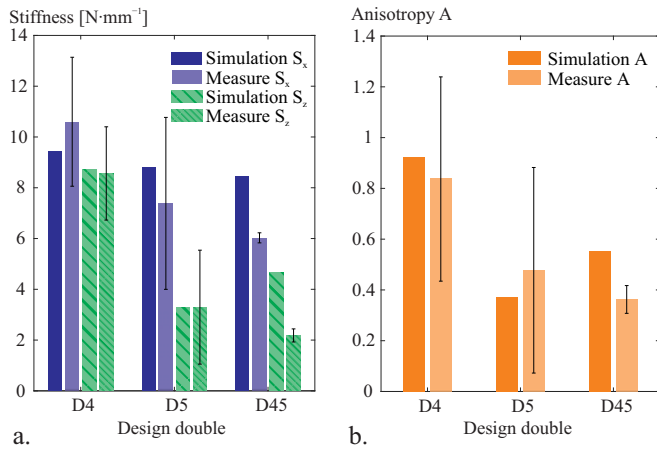 Stiffness [N·mm⁻¹]
14
12
10
8
6
4
2
0
Simulation Sₓ
Measure Sₓ
Simulation S_z
Measure S_z
D4 D5 D45
Design double
a.
Anisotropy A
1.4
1.2
1
0.8
0.6
0.4
0.2
0
Simulation A
Measure A
D4 D5 D45
Design double
b.